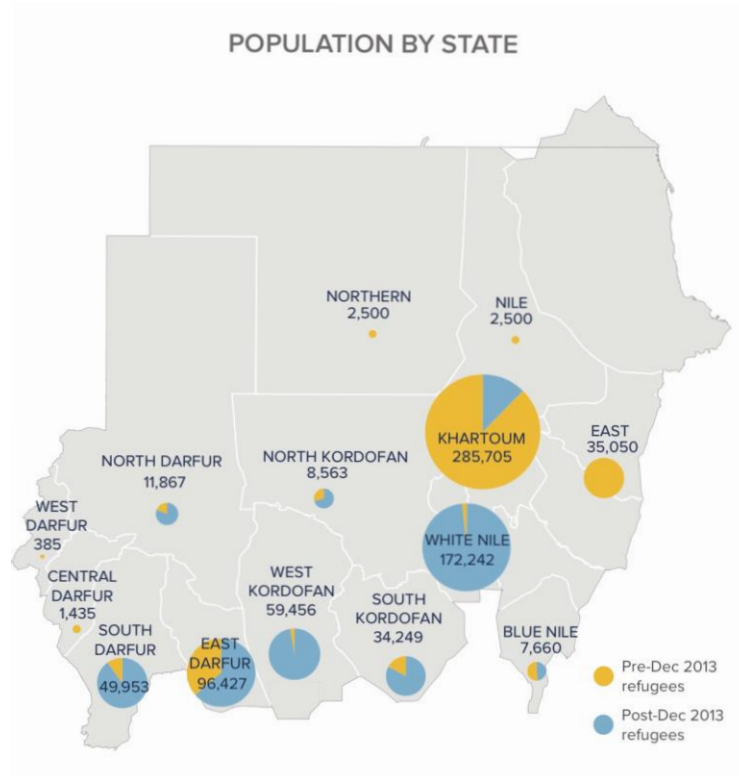 POPULATION BY STATE
NORTHERN
2,500
NILE
2,500
KHARTOUM
285,705
EAST
35,050
NORTH DARFUR
11,867
NORTH KORDOFAN
8,563
WEST
DARFUR
385
WHITE NILE
172,242
CENTRAL
DARFUR
1,435
WEST
KORDOFAN
59,456
SOUTH
KORDOFAN
34,249
SOUTH
DARFUR
49,953
EAST
DARFUR
96,427
BLUE NILE
7,660
Pre-Dec 2013
refugees
Post-Dec 2013
refugees